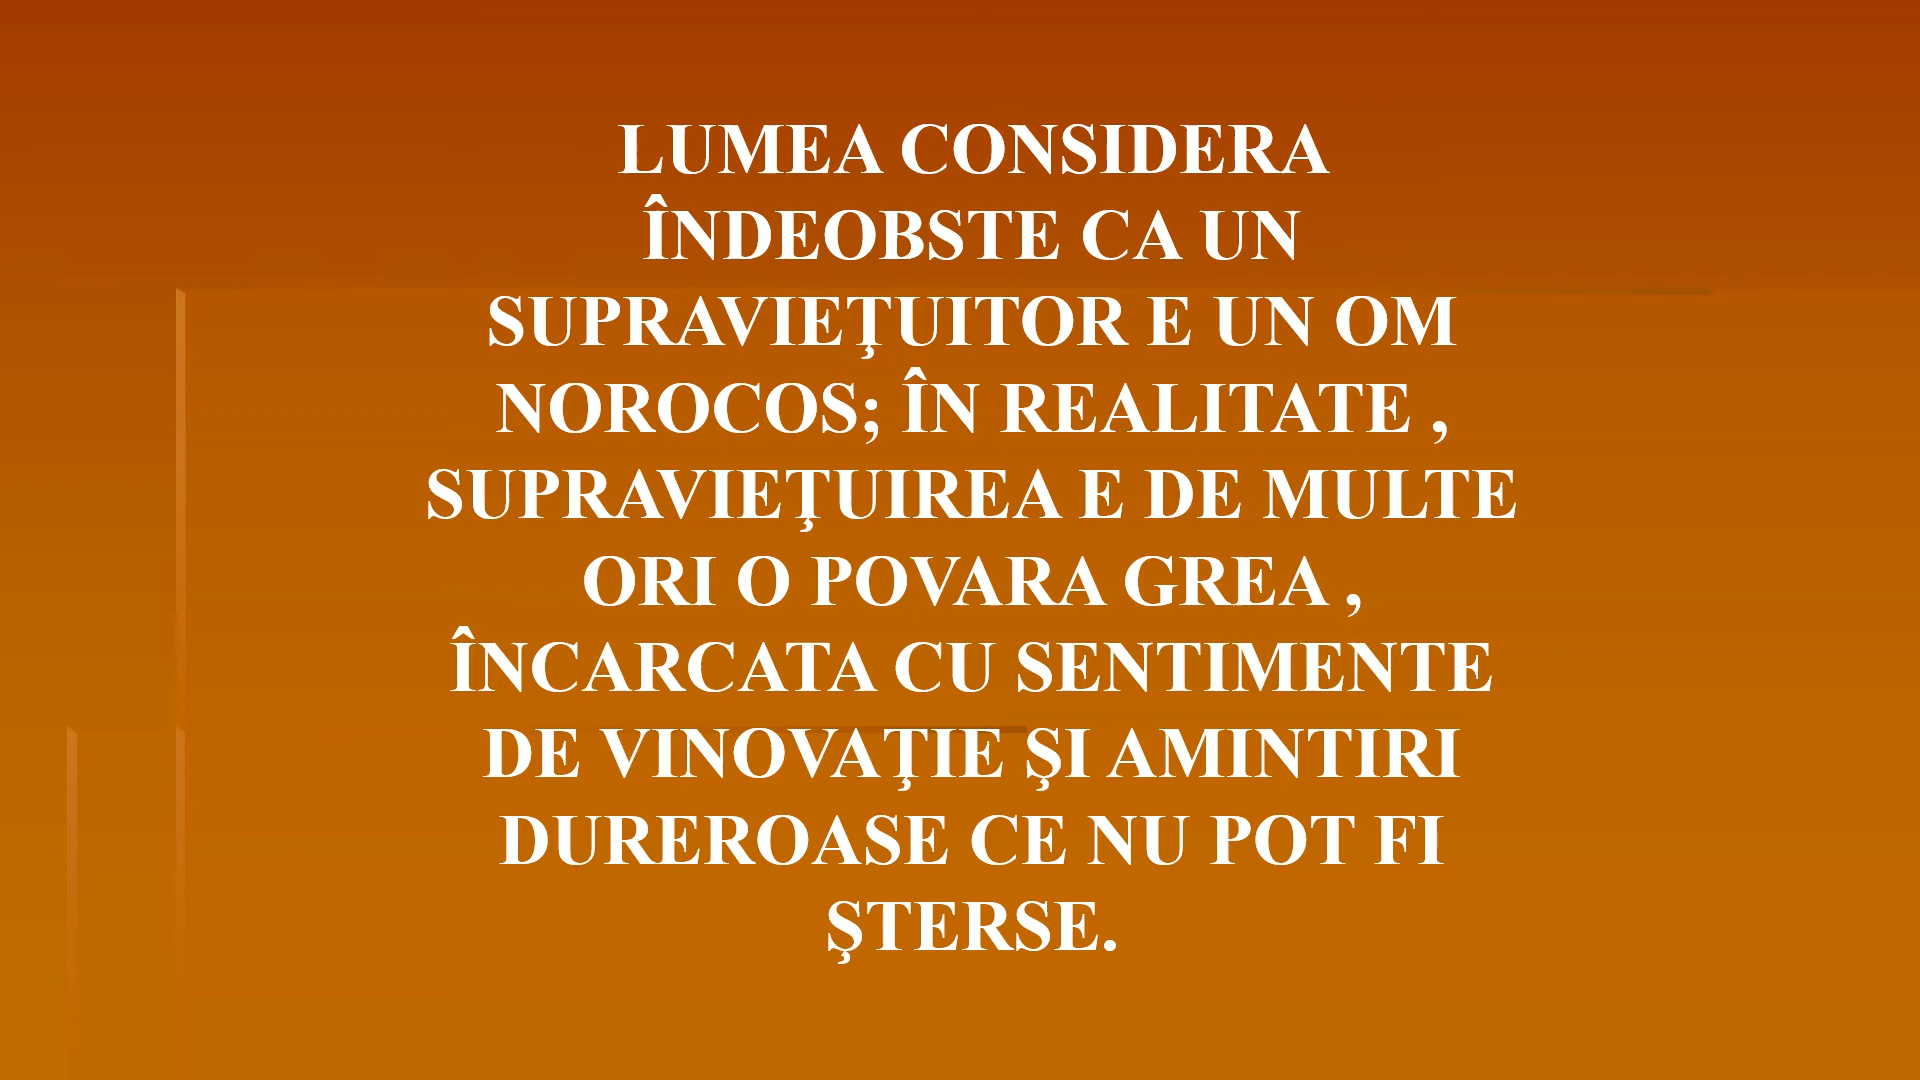 LUMEA CONSIDERA
ÎNDEOBSTE CA UN
SUPRAVIEŢUITOR E UN OM
NOROCOS; ÎN REALITATE ,
SUPRAVIEŢUIREA E DE MULTE
ORI O POVARA GREA ,
ÎNCARCATA CU SENTIMENTE
DE VINOVAŢIE ŞI AMINTIRI
DUREROASE CE NU POT FI
ŞTERSE.